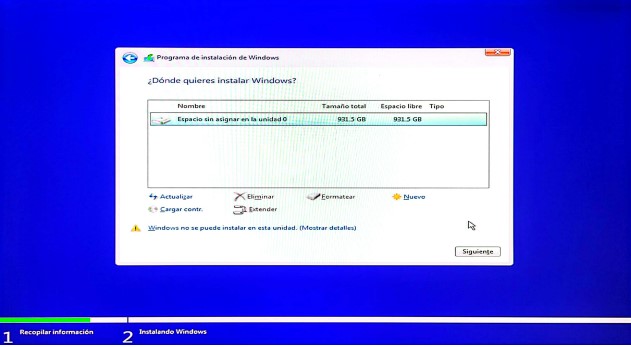 Programa de instalación de Windows
¿Dónde quieres instalar Windows?
Nombre Tamaño total Espacio libre Tipo
Espacio sin asignar en la unidad 0 931.5 GB 931.5 GB
Actualizar Eliminar Formatear Nuevo
Cargar contr. Extender
Windows no se puede instalar en esta unidad. (Mostrar detalles)
Siguiente
1 Recopilar información 2 Instalando Windows